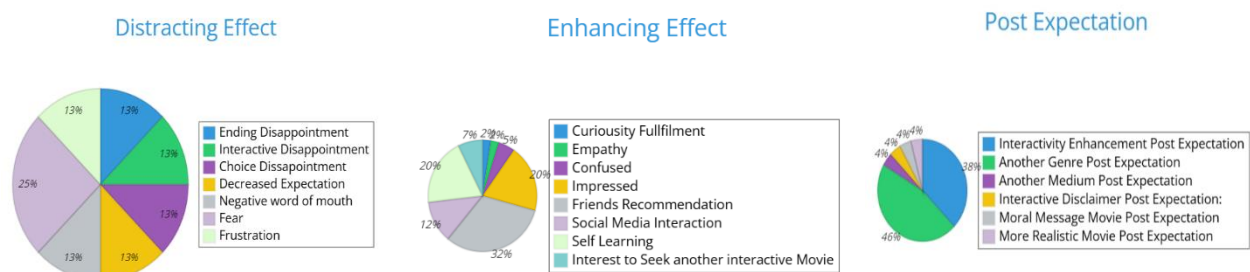 Distracting Effect
13%
13%
13%
13%
13%
25%
13%
Ending Disappointment
Interactive Disappointment
Choice Dissapointment
Decreased Expectation
Negative word of mouth
Fear
Frustration
Enhancing Effect
2%
2%
5%
20%
32%
12%
20%
7%
Curiousity Fullfilment
Empathy
Confused
Impressed
Friends Recommendation
Social Media Interaction
Self Learning
Interest to Seek another interactive Movie
Post Expectation
38%
46%
4%
4%
4%
4%
Interactivity Enhancement Post Expectation
Another Genre Post Expectation
Another Medium Post Expectation
Interactive Disclaimer Post Expectation:
Moral Message Movie Post Expectation
More Realistic Movie Post Expectation